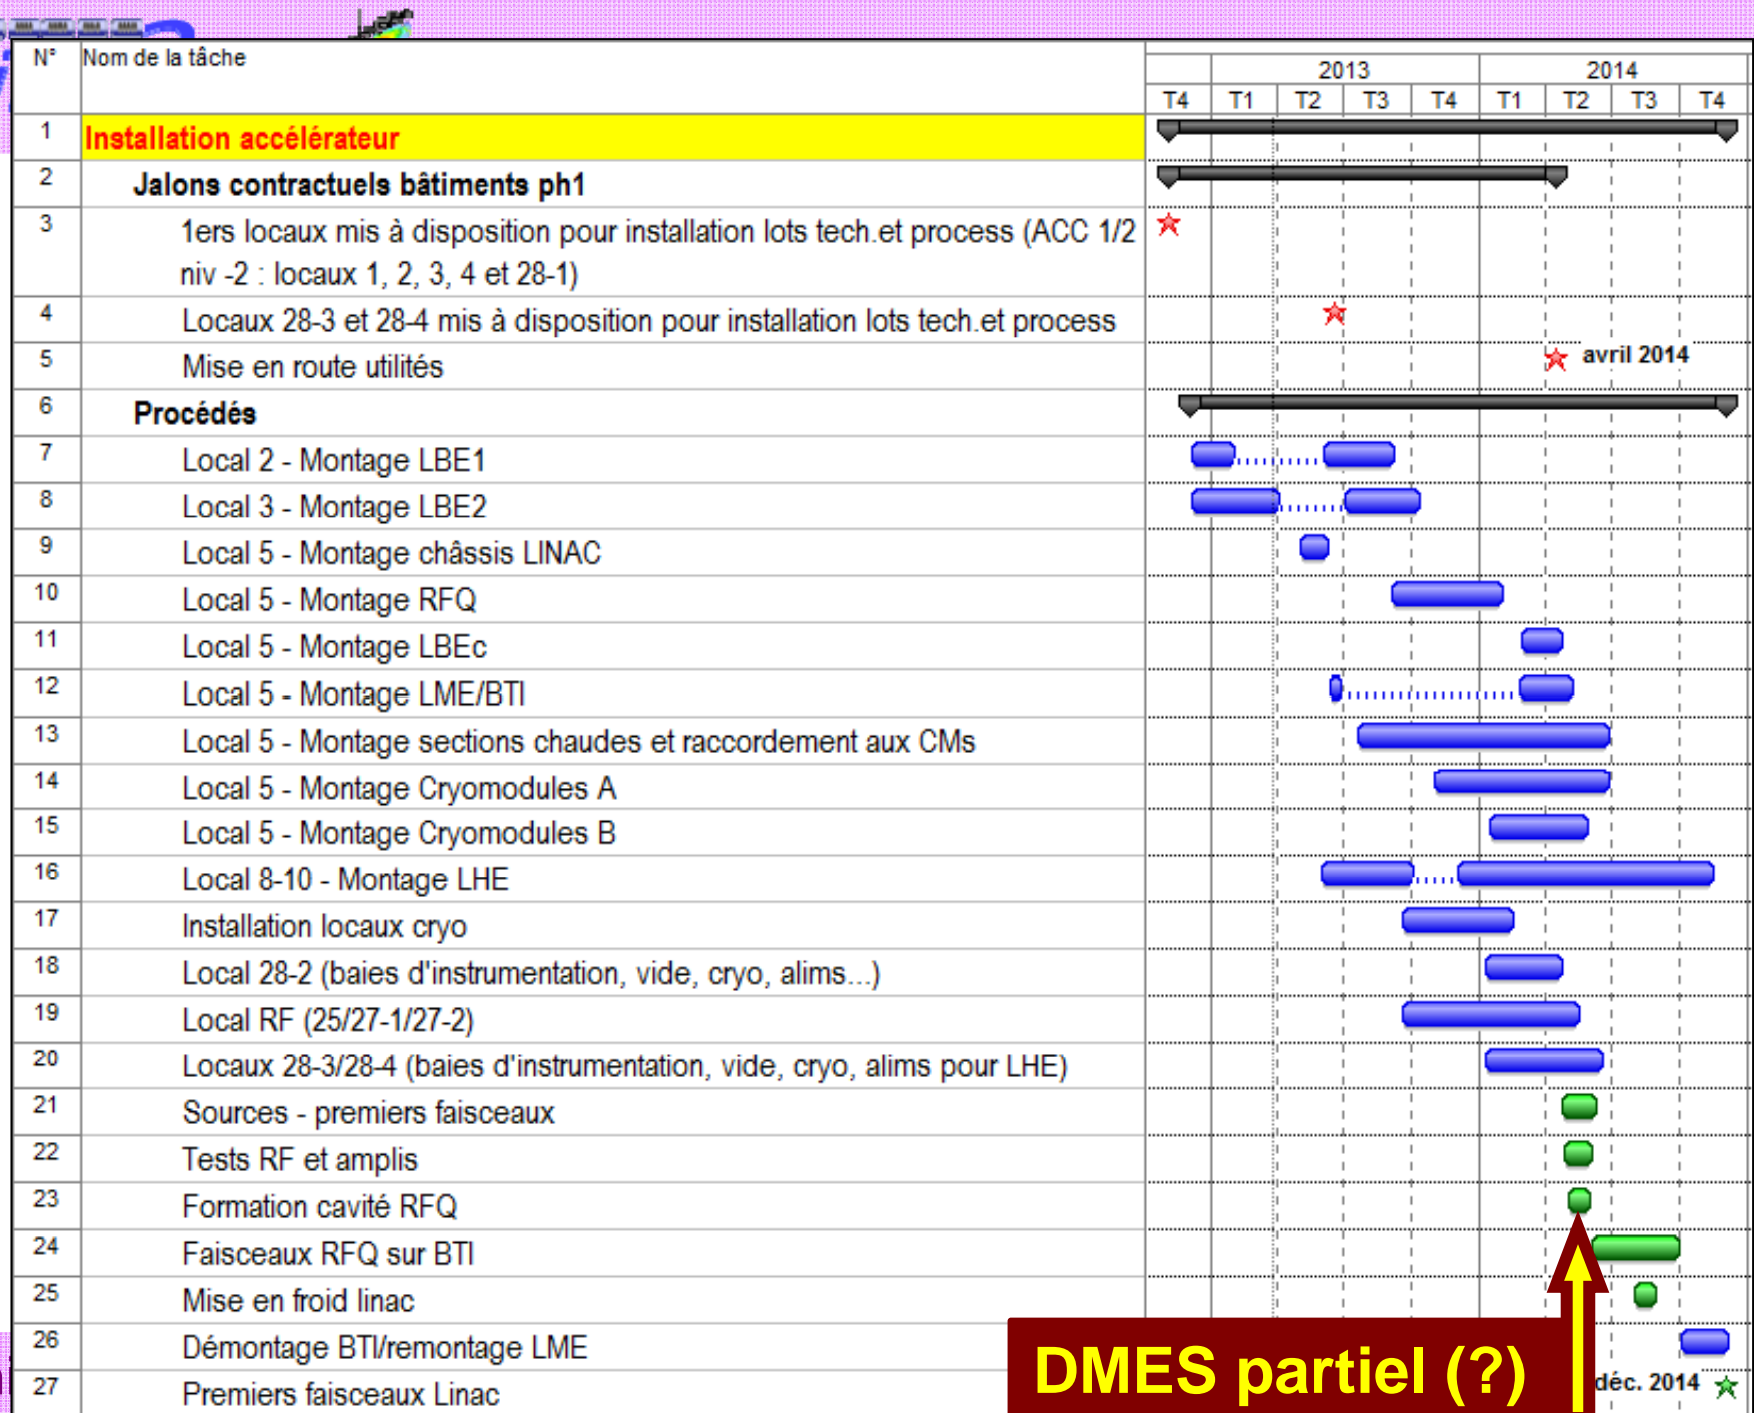 N° Nom de la tâche
2013 2014
T4 T1 T2 T3 T4 T1 T2 T3 T4
1 Installation accélérateur
2 Jalons contractuels bâtiments ph1
3 1ers locaux mis à disposition pour installation lots tech.et process (ACC 1/2
niv -2 : locaux 1, 2, 3, 4 et 28-1)
4 Locaux 28-3 et 28-4 mis à disposition pour installation lots tech.et process
5 Mise en route utilités avril 2014
6 Procédés
7 Local 2 - Montage LBE1
8 Local 3 - Montage LBE2
9 Local 5 - Montage châssis LINAC
10 Local 5 - Montage RFQ
11 Local 5 - Montage LBEc
12 Local 5 - Montage LME/BTI
13 Local 5 - Montage sections chaudes et raccordement aux CMs
14 Local 5 - Montage Cryomodules A
15 Local 5 - Montage Cryomodules B
16 Local 8-10 - Montage LHE
17 Installation locaux cryo
18 Local 28-2 (baies d'instrumentation, vide, cryo, alims...)
19 Local RF (25/27-1/27-2)
20 Locaux 28-3/28-4 (baies d'instrumentation, vide, cryo, alims pour LHE)
21 Sources - premiers faisceaux
22 Tests RF et amplis
23 Formation cavité RFQ
24 Faisceaux RFQ sur BTI
25 Mise en froid linac
26 Démontage BTI/remontage LME
27 Premiers faisceaux Linac déc. 2014
DMES partiel (?)